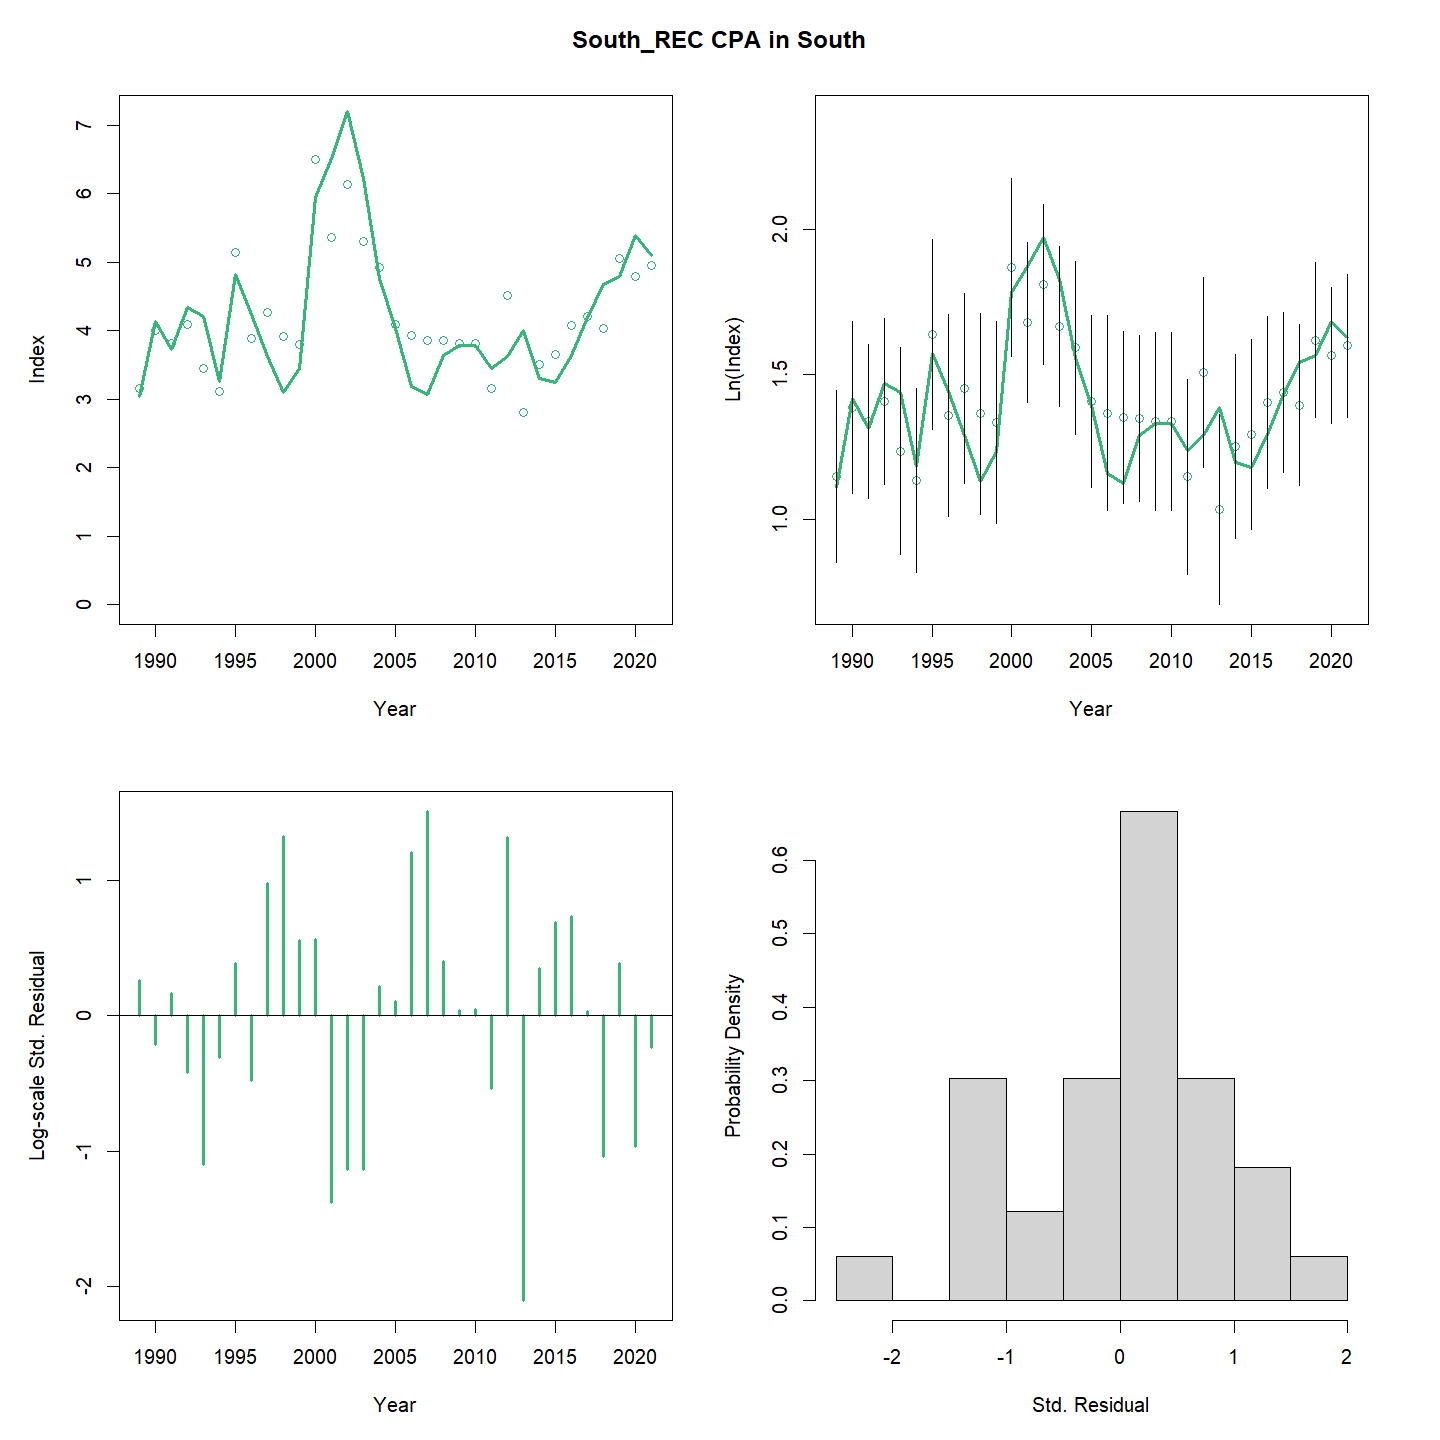 South_REC CPA in South
Index
7
6
5
4
3
2
1
0
1990 1995 2000 2005 2010 2015 2020
Year
Ln(Index)
2.0
1.5
1.0
1990 1995 2000 2005 2010 2015 2020
Year
Log-scale Std. Residual
1
0
-1
-2
1990 1995 2000 2005 2010 2015 2020
Year
Probability Density
0.6
0.5
0.4
0.3
0.2
0.1
0.0
-2 -1 0 1 2
Std. Residual